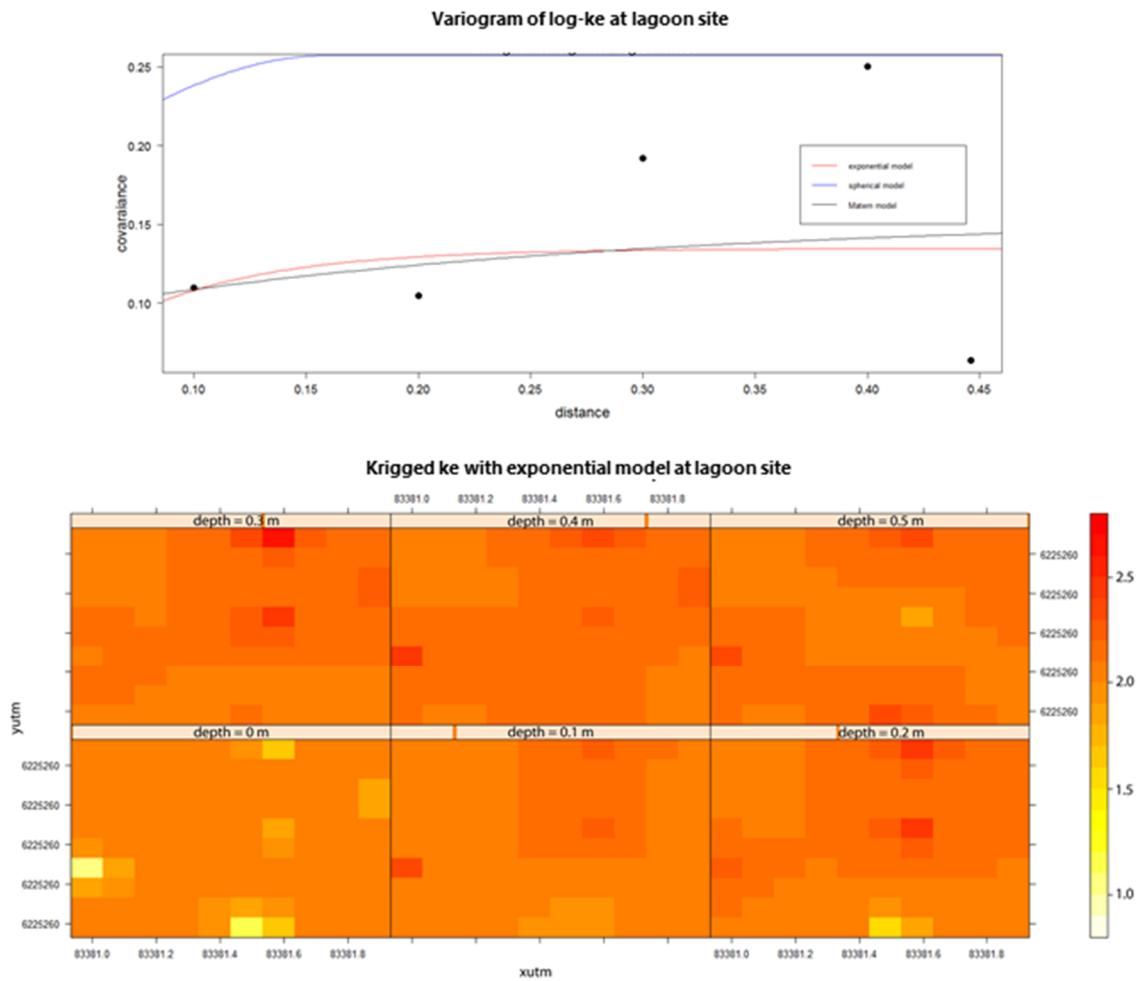 Variogram of log-ke at lagoon site
0.25
0.20
0.15
0.10
covaraiance
exponential model
spherical model
Matern model
0.10 0.15 0.20 0.25 0.30 0.35 0.40 0.45
distance
Krigged ke with exponential model at lagoon site
83381.0 83381.2 83381.4 83381.6 83381.8
depth = 0.3 m depth = 0.4 m depth = 0.5 m
6225260
6225260
6225260
6225260
6225260
2.5
2.0
1.5
1.0
yutm
depth = 0 m depth = 0.1 m depth = 0.2 m
6225260
6225260
6225260
6225260
6225260
83381.0 83381.2 83381.4 83381.6 83381.8 83381.0 83381.2 83381.4 83381.6 83381.8
xutm